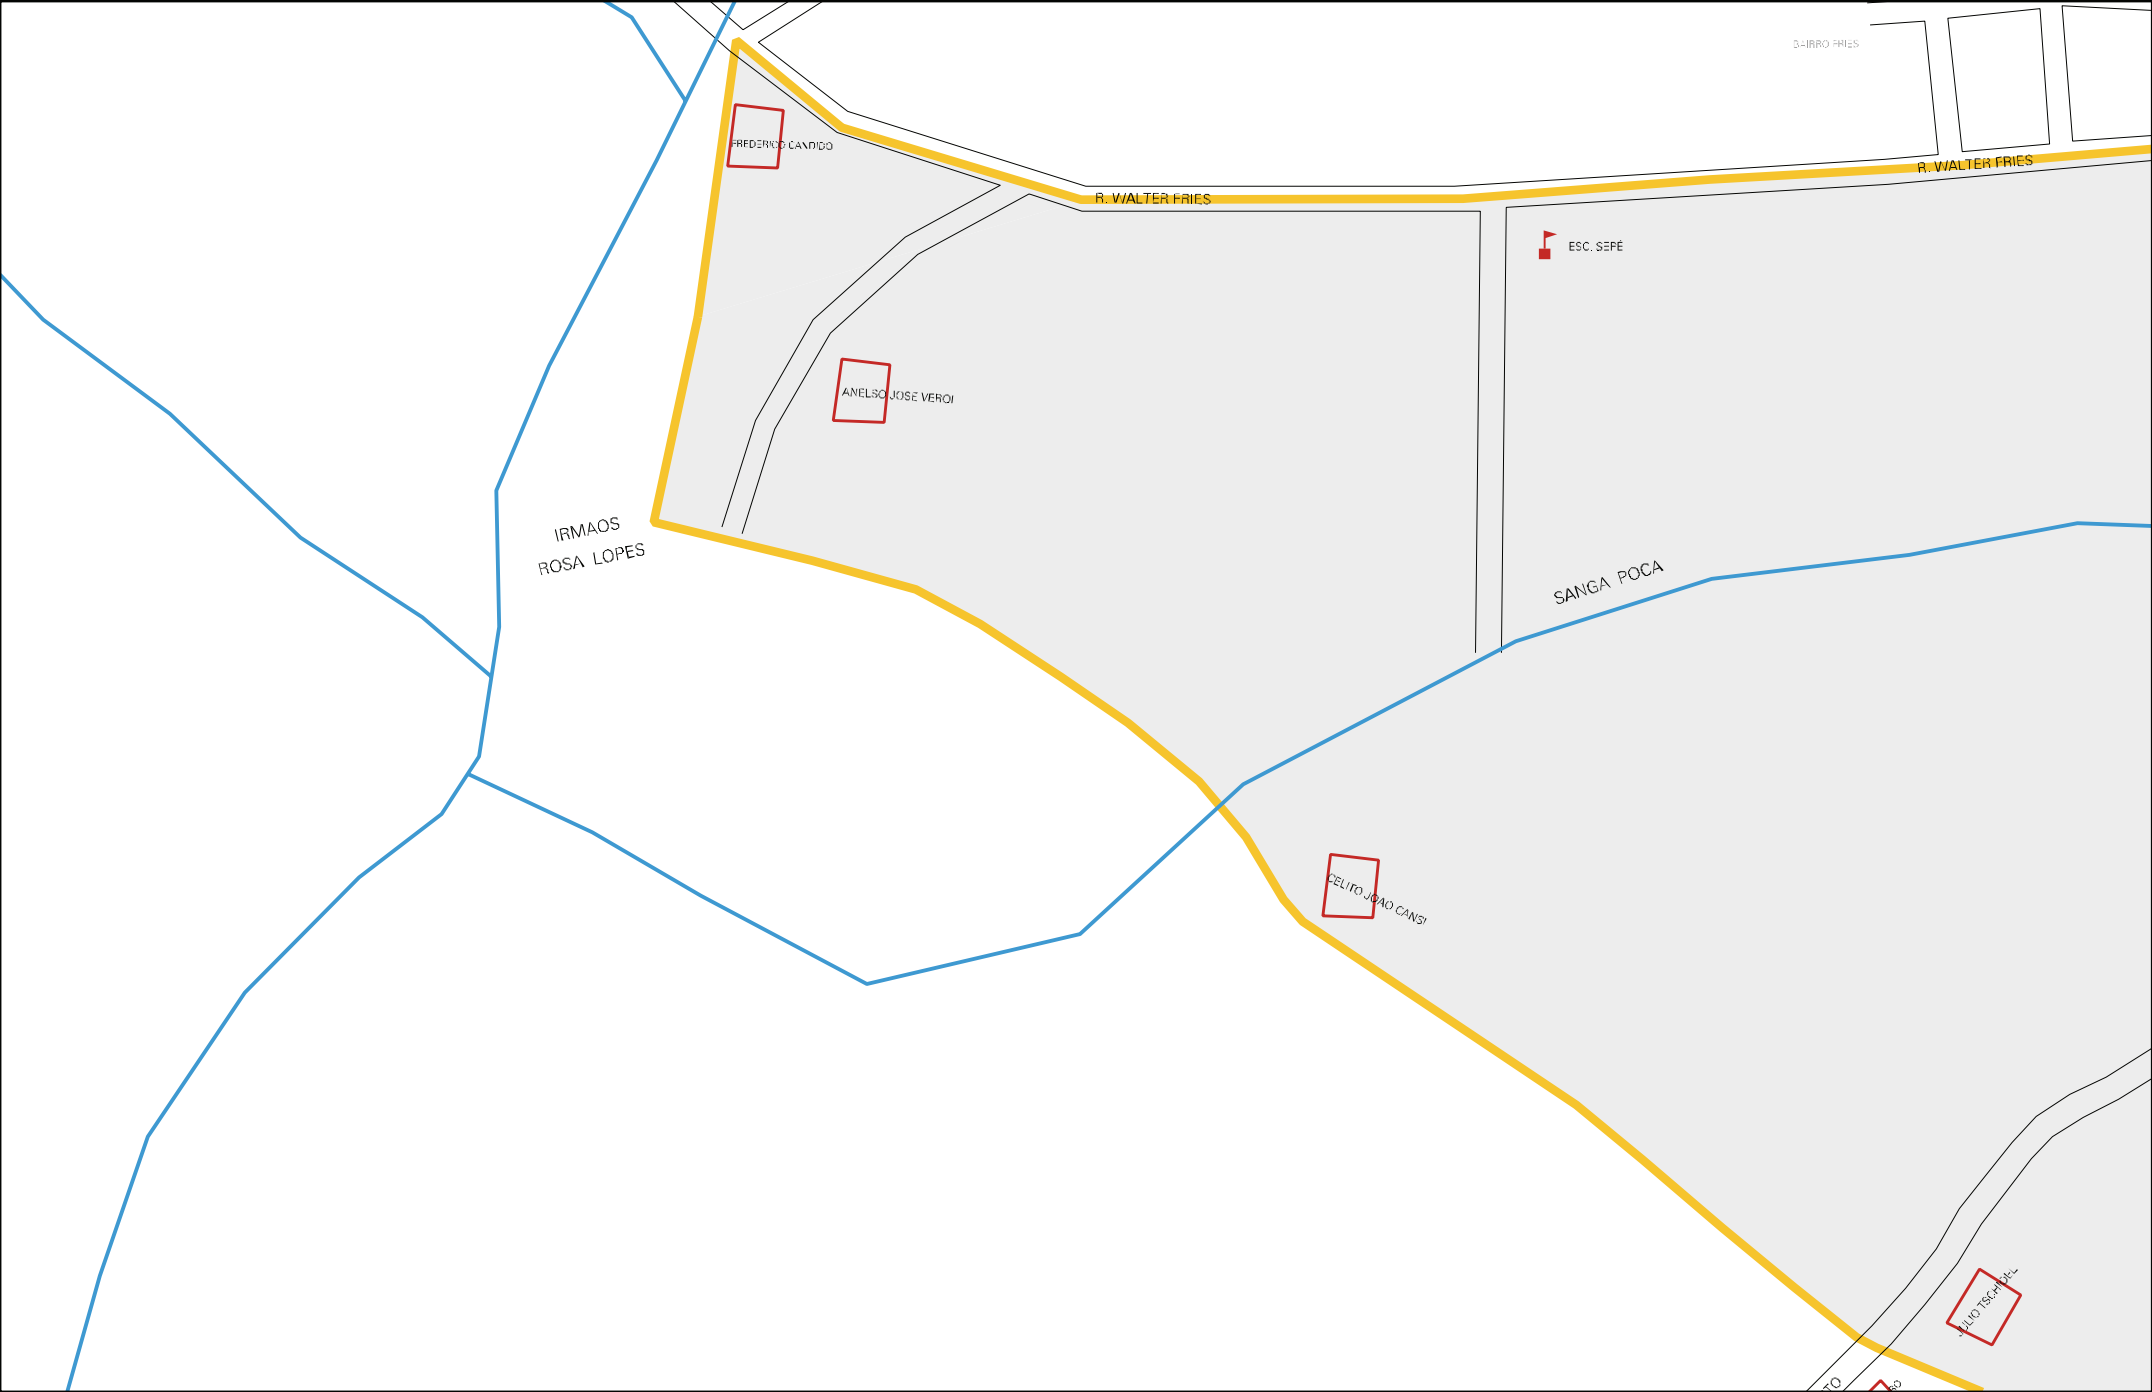 BAIRRO FRIES
FREDERICO CANDIDO
R. WALTER FRIES
R. WALTER FRIES
ESC. SEPÉ
ANELSO JOSE VEROI
IRMAOS
ROSA LOPES
SANGA POCA
CELITO JOAO CANSI
JULIO
TO